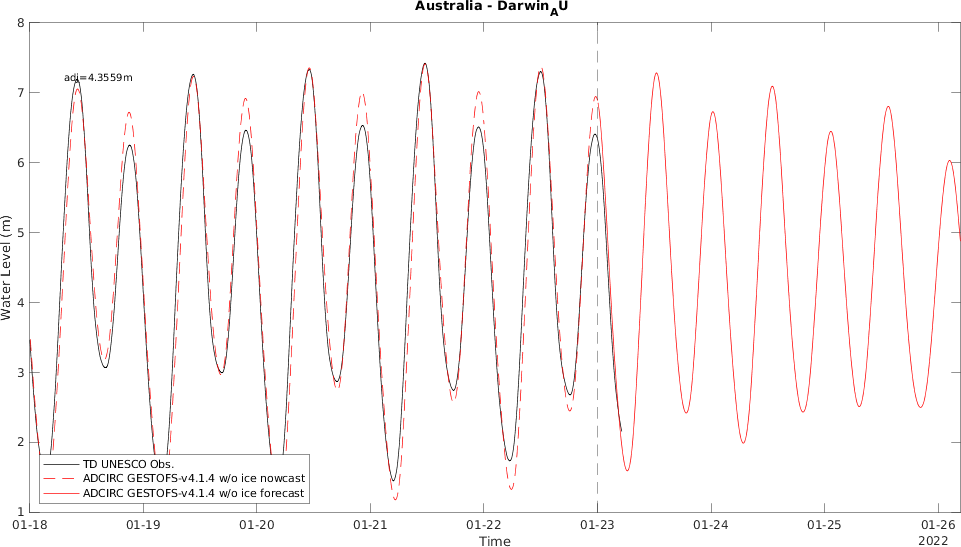 Australia - Darwin_AU
8
7
6
5
4
3
2
1
Water Level (m)
adj=4.3559m
TD UNESCO Obs.
ADCIRC GESTOFS-v4.1.4 w/o ice nowcast
ADCIRC GESTOFS-v4.1.4 w/o ice forecast
01-18 01-19 01-20 01-21 01-22 01-23 01-24 01-25 01-26
Time
2022